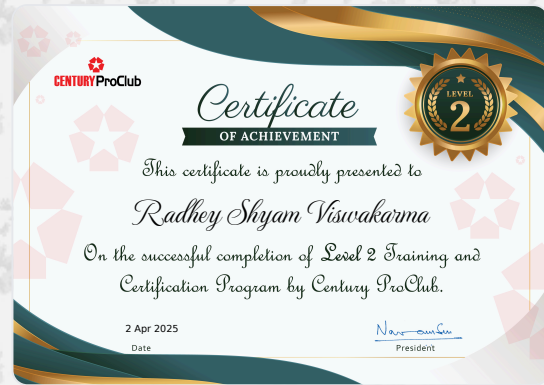 CENTURY ProClub
LEVEL
2
Certificate
OF ACHIEVEMENT
This certificate is proudly presented to
Radhey Shyam Viswakarma
On the successful completion of Level 2 Training and
Certification Program by Century ProClub.
2 Apr 2025
Date
President